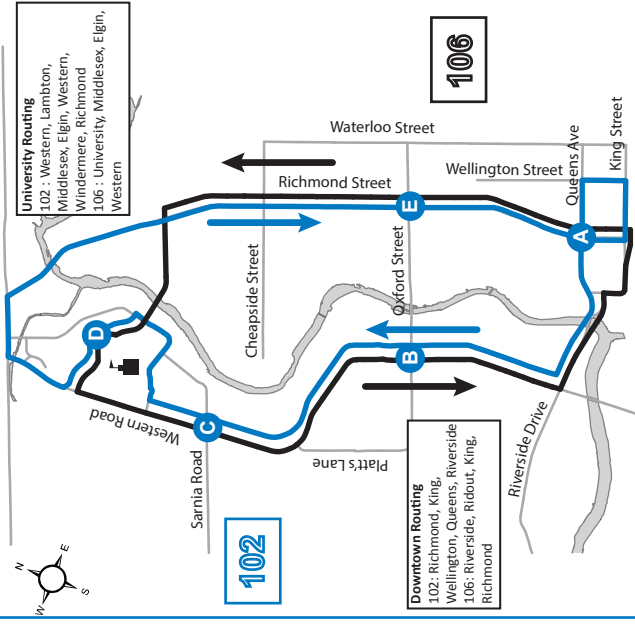 University Routing
102 : Western, Lambton,
Middlesex, Elgin, Western,
Windermere, Richmond
106 : University, Middlesex, Elgin,
Western
106
Waterloo Street
Wellington Street
Queens Ave
King Street
Richmond Street
Cheapside Street
Oxford Street
A
E
D
B
C
Western Road
Sarnia Road
Platt's Lane
Riverside Drive
102
Downtown Routing
102: Richmond, King,
Wellington, Queens, Riverside
106: Riverside, Ridout, King,
Richmond
N
E
S
W